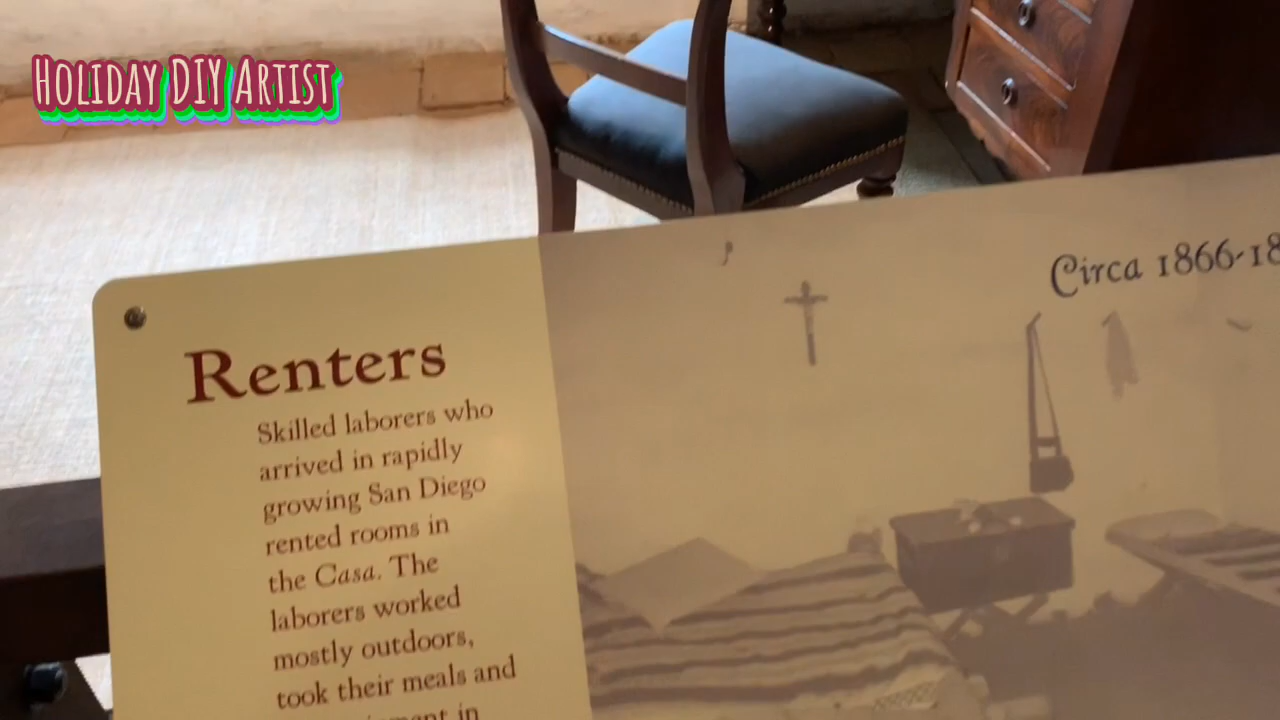 Holiday DIY Artist
Circa 1866-18
Renters
Skilled laborers who
arrived in rapidly
growing San Diego
rented rooms in
the Casa. The
laborers worked
mostly outdoors,
took their meals and
in